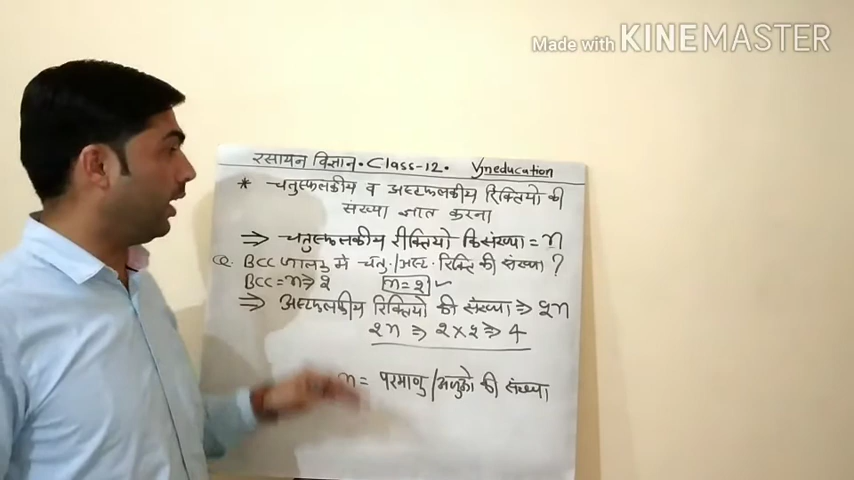 Made with KINEMASTER
रसायन विज्ञान • Class-12. Vjneducation
* चतुष्फलकीय व अष्टफलकीय रिक्तियो की
संख्या ज्ञात करना
⇒ चतुष्फलकीय रीक्तियो कि संख्या = n
Q. BCC जालक मे चतु./अष्ट. रिक्ति की संख्या ?
BCC = n ⇒ 2 n = 2 ✓
⇒ अष्टफलकीय रिक्तियो की संख्या ⇒ 2n
2n ⇒ 2 × 2 ⇒ 4
n = परमाणु/अणुओ की संख्या